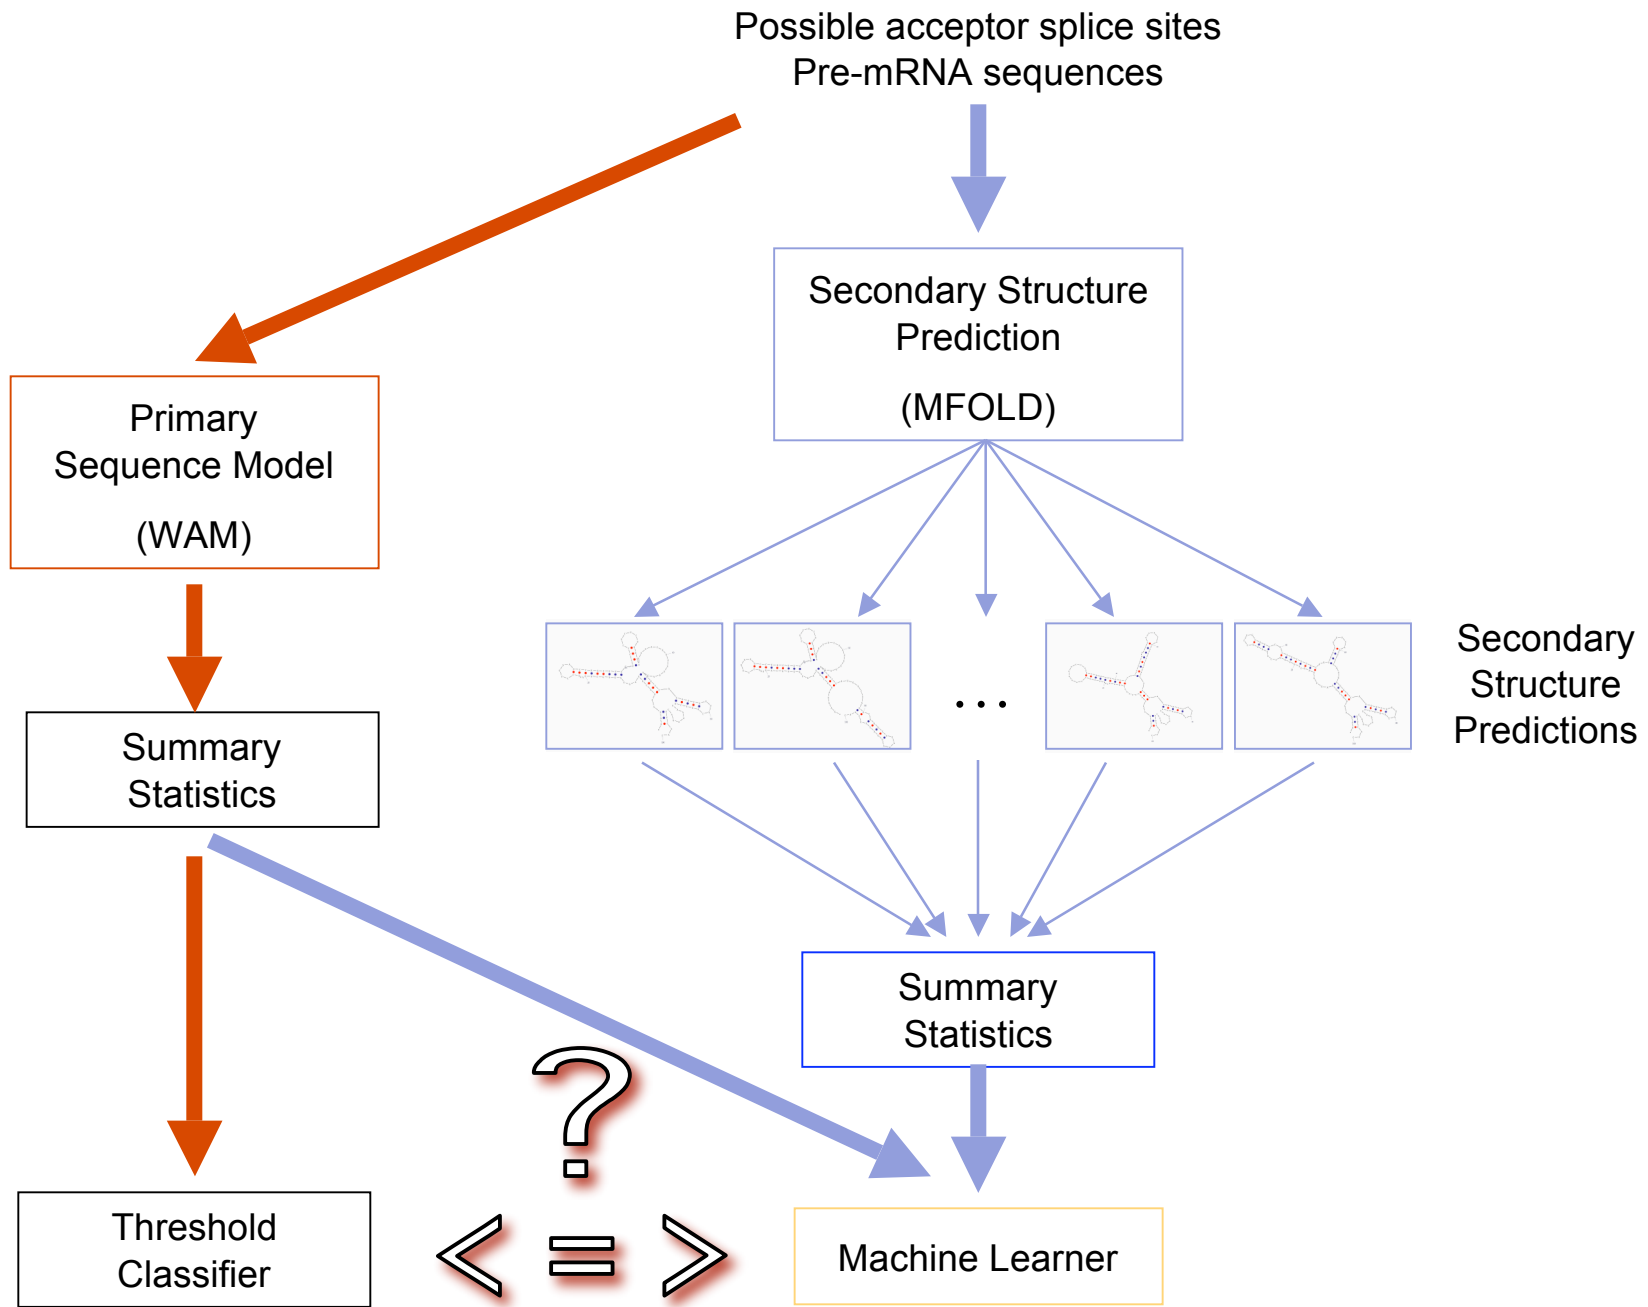 Possible acceptor splice sites
Pre-mRNA sequences
Secondary Structure
Prediction
(MFOLD)
Primary
Sequence Model
(WAM)
. . .
Secondary
Structure
Predictions
Summary
Statistics
Summary
Statistics
?
< = >
Threshold
Classifier
Machine Learner